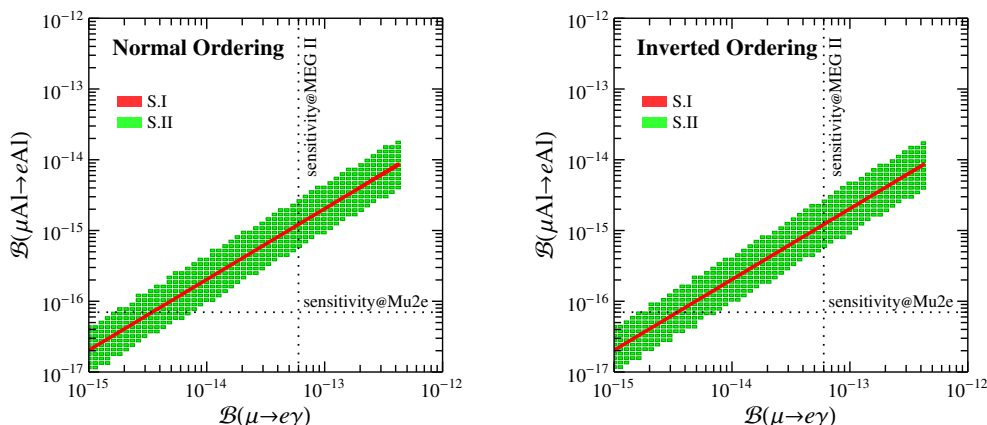 Normal Ordering
S.I
S.II
sensitivity@MEG II
sensitivity@Mu2e
10⁻¹²
10⁻¹³
10⁻¹⁴
10⁻¹⁵
10⁻¹⁶
10⁻¹⁷
ℬ(μAl→eAl)
10⁻¹⁵ 10⁻¹⁴ 10⁻¹³ 10⁻¹²
ℬ(μ→eγ)
Inverted Ordering
S.I
S.II
sensitivity@MEG II
sensitivity@Mu2e
10⁻¹²
10⁻¹³
10⁻¹⁴
10⁻¹⁵
10⁻¹⁶
10⁻¹⁷
ℬ(μAl→eAl)
10⁻¹⁵ 10⁻¹⁴ 10⁻¹³ 10⁻¹²
ℬ(μ→eγ)